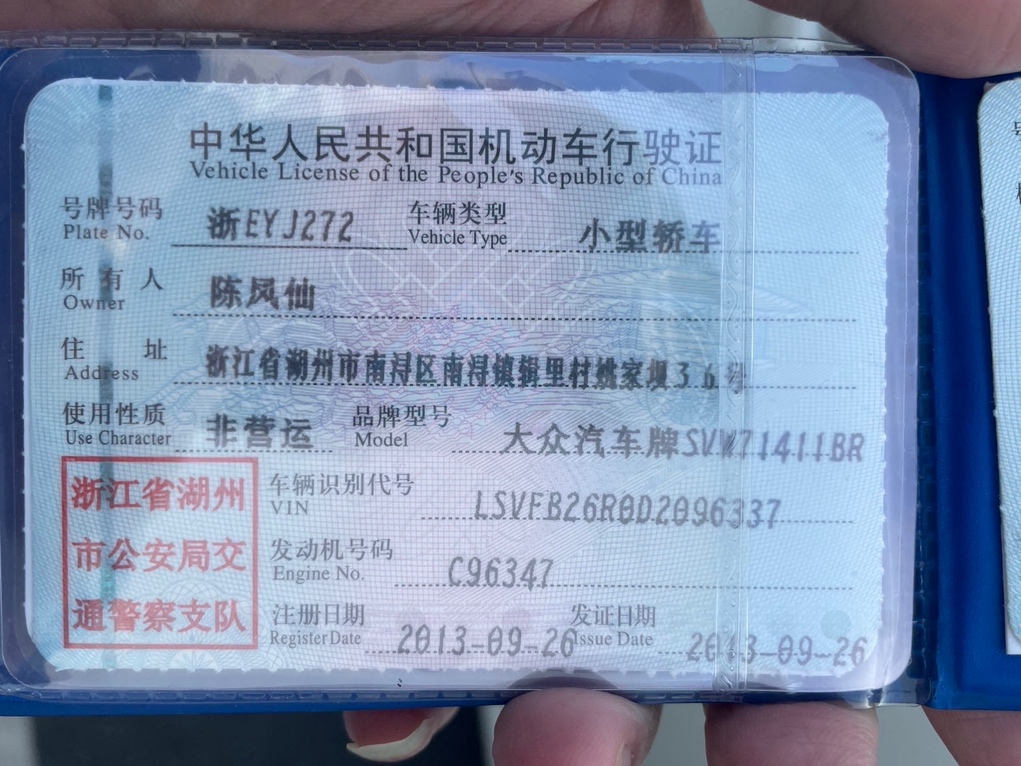 中华人民共和国机动车行驶证
Vehicle License of the People's Republic of China
号牌号码 浙EYJ272 车辆类型 小型轿车
Plate No. Vehicle Type
所有人 陈凤仙
Owner
住址 浙江省湖州市南浔区南浔镇辑里村姚家坝36号
Address
使用性质 非营运 品牌型号 大众汽车牌SVW71411BR
Use Character Model
车辆识别代号 LSVFB26R0D2096337
VIN
发动机号码 C96347
Engine No.
注册日期 2013-09-26 发证日期 2013-09-26
Register Date Issue Date
浙江省湖州
市公安局交
通警察支队